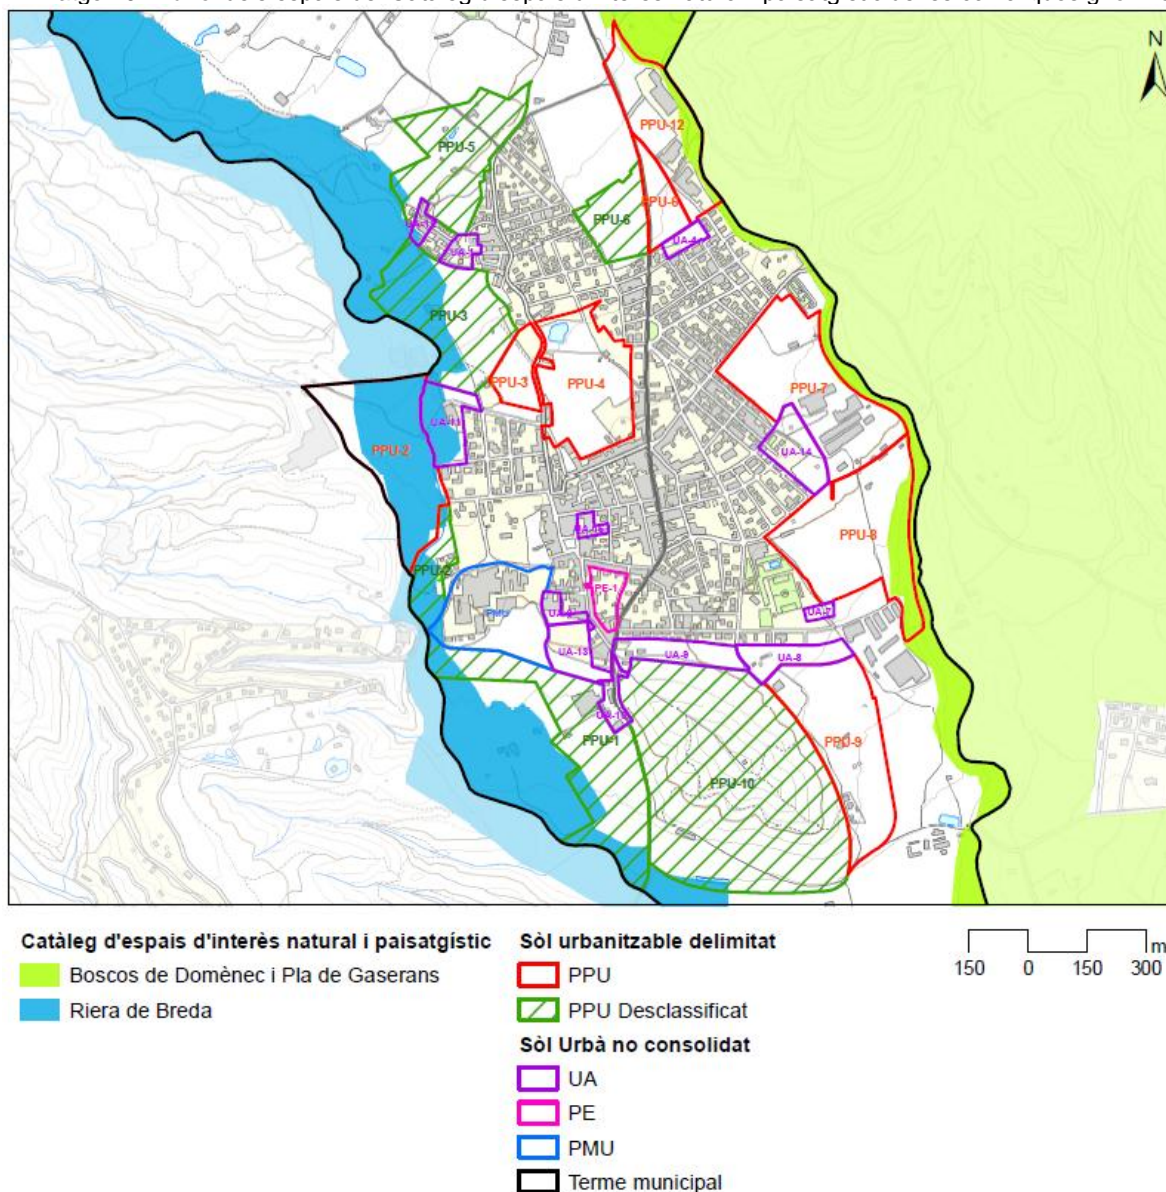 N
PPU-12
PPU-5
PPU-6
PPU-6
UA-1
UA-4
PPU-3
PPU-3
PPU-4
PPU-7
PPU-2
UA-11
UA-14
PPU-8
PPU-2
PE-1
PMU
UA-2
UA-7
UA-13
UA-9
UA-8
PPU-1
PPU-9
PPU-10
Catàleg d'espais d'interès natural i paisatgístic
Boscos de Domènec i Pla de Gaserans
Riera de Breda
Sòl urbanitzable delimitat
PPU
PPU Desclassificat
Sòl Urbà no consolidat
UA
PE
PMU
Terme municipal
m
150 0 150 300